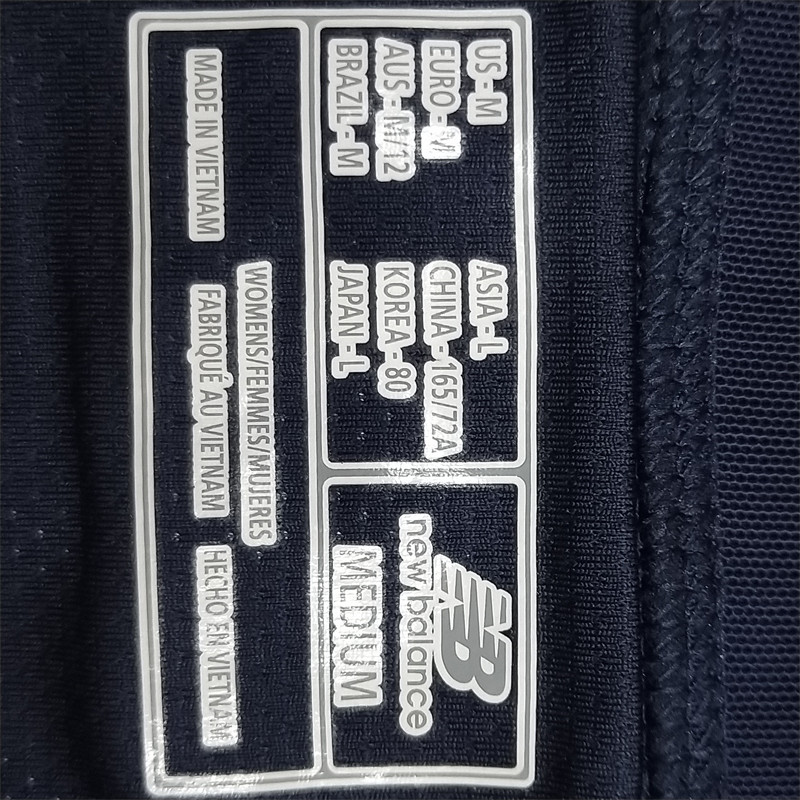 US - M
EURO - M
AUS - M/12
BRAZIL - M
ASIA - L
CHINA - 165/72A
KOREA - 80
JAPAN - L
NB
new balance
MEDIUM
WOMENS/FEMMES/MUJERES
MADE IN VIETNAM
FABRIQUÉ AU VIETNAM
HECHO EN VIETNAM